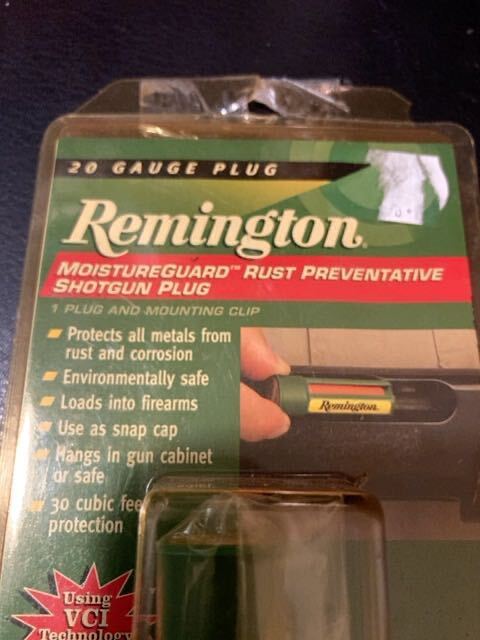 20 GAUGE PLUG
Remington.
MOISTUREGUARD™ RUST PREVENTATIVE
SHOTGUN PLUG
1 PLUG AND MOUNTING CLIP
Protects all metals from
rust and corrosion
Environmentally safe
Loads into firearms
Use as snap cap
Hangs in gun cabinet
or safe
30 cubic fee
protection
Remington.
Using
VCI
Technology